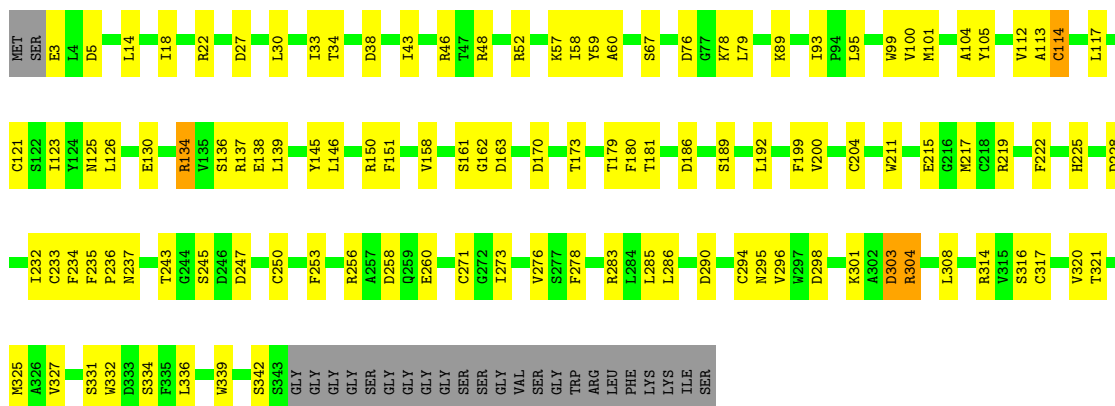 MET SER E3 L4 D5 L14 I18 R22 D27 L30 I33 T34 D38 I43 R46 T47 R48 R52 K57 I58 Y59 A60 S67 D76 G77 K78 L79 K89 I93 P94 L95 W99 V100 M101 A104 Y105 V112 A113 C114 L117
C121 S122 I123 Y124 N125 L126 E130 R134 V135 S136 R137 E138 L139 Y145 L146 R150 F151 V158 S161 G162 D163 D170 T173 T179 F180 T181 D186 S189 L192 F199 V200 C204 W211 E215 G216 M217 C218 R219 F222 H225
I232 C233 F234 F235 P236 N237 T243 G244 S245 D246 D247 C250 F253 R256 A257 D258 Q259 E260 C271 G272 I273 V276 S277 F278 R283 L284 L285 L286 D290 C294 N295 V296 W297 D298 K301 A302 D303 R304 L308 R314 V315 S316 C317 V320 T321
M325 A326 V327 S331 W332 D333 S334 F335 L336 W339 S342 S343 GLY GLY GLY GLY SER GLY GLY GLY GLY SER SER GLY VAL SER GLY TRP ARG LEU PHE LYS LYS ILE SER